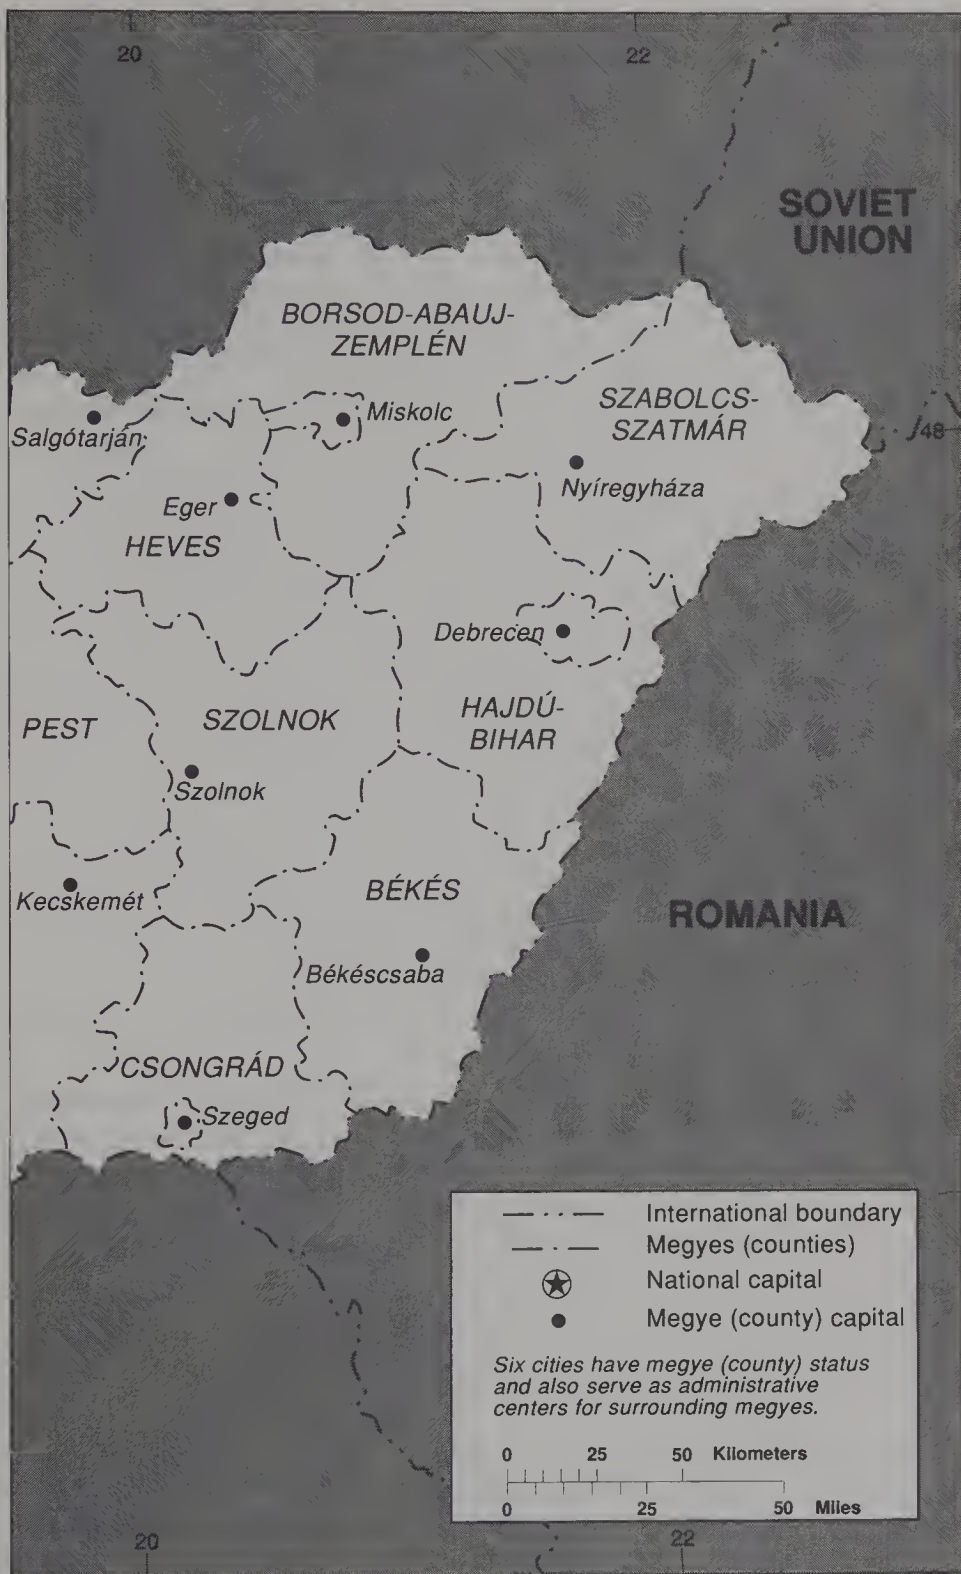 20
22
SOVIET
UNION
BORSOD-ABAUJ-
ZEMPLÉN
SZABOLCS-
SZATMÁR
Miskolc
48
Salgótarján
Nyíregyháza
Eger
HEVES
Debrecen
PEST
SZOLNOK
HAJDÚ-
BIHAR
Szolnok
Kecskemét
BÉKÉS
ROMANIA
Békéscsaba
CSONGRÁD
Szeged
International boundary
Megyes (counties)
National capital
Megye (county) capital
Six cities have megye (county) status
and also serve as administrative
centers for surrounding megyes.
0 25 50 Kilometers
0 25 50 Miles
20
22